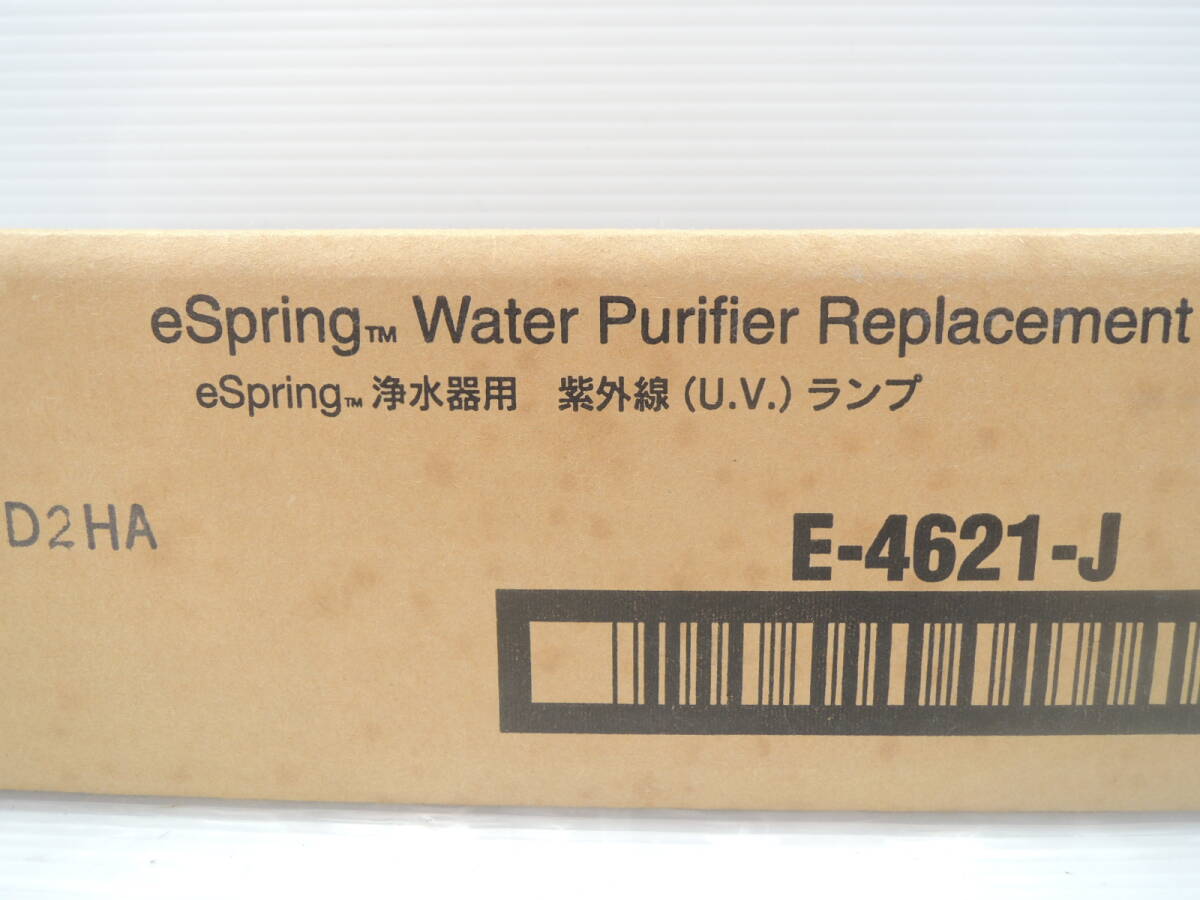 eSpring™ Water Purifier Replacement
eSpring™ 浄水器用 紫外線 (U.V.) ランプ
D2HA
E-4621-J